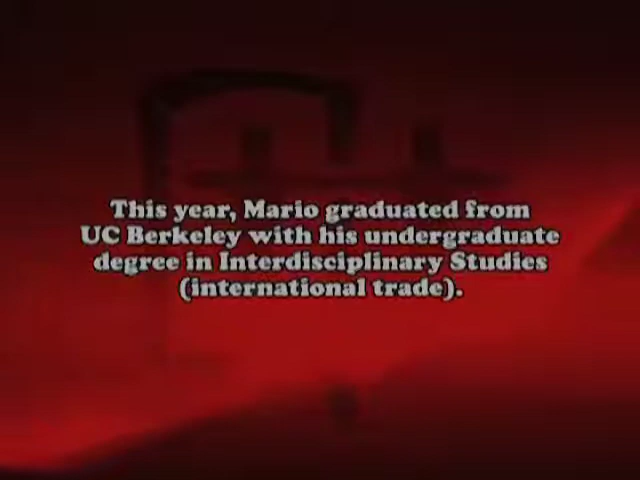 This year, Mario graduated from
UC Berkeley with his undergraduate
degree in Interdisciplinary Studies
(international trade).